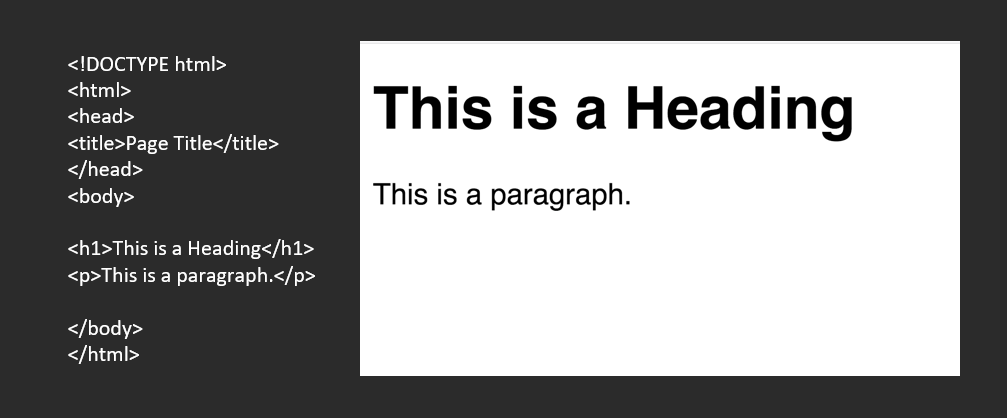 <!DOCTYPE html>
<html>
<head>
<title>Page Title</title>
</head>
<body>
<h1>This is a Heading</h1>
<p>This is a paragraph.</p>
</body>
</html>
This is a Heading
This is a paragraph.